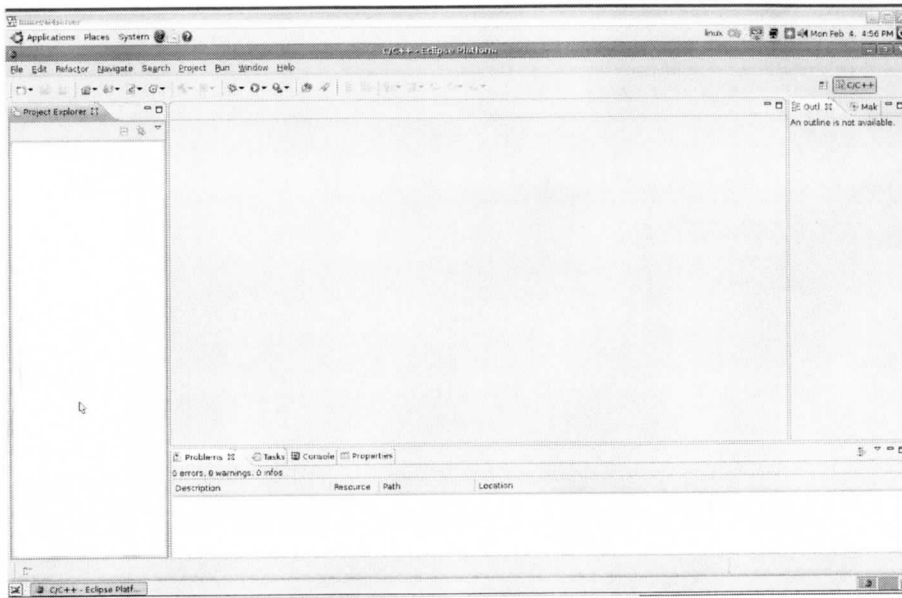 Applications Places System
linux
Mon Feb 4, 4:56 PM
C/C++ - Eclipse Platform
File Edit Refactor Navigate Search Project Run Window Help
C/C++
Project Explorer
Outl
Mak
An outline is not available.
Problems Tasks Console Properties
0 errors, 0 warnings, 0 infos
Description Resource Path Location
C/C++ - Eclipse Platf...